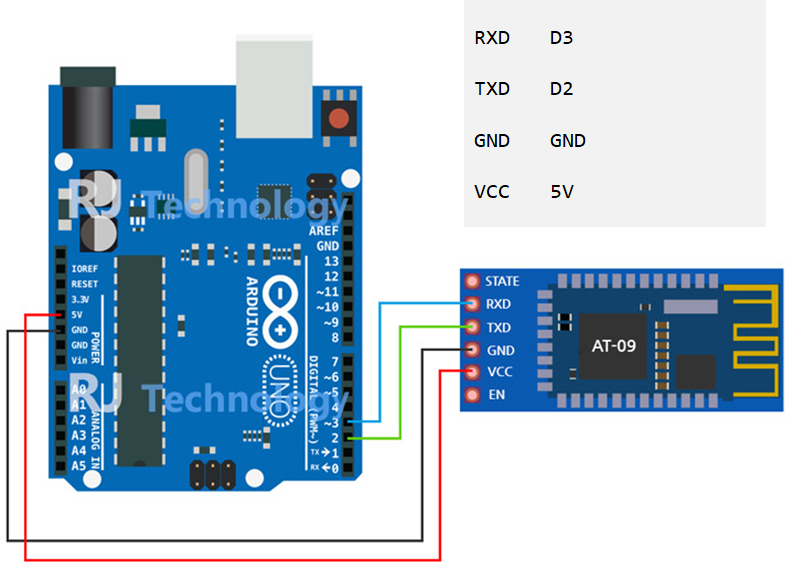 RXD D3
TXD D2
GND GND
VCC 5V
RJ Technology
AREF
GND
13
12
~11
~10
~9
8
7
~6
~5
4
~3
2
TX→1
RX←0
DIGITAL (PWM~)
IOREF
RESET
3.3V
5V
GND
GND
Vin
POWER
A0
A1
A2
A3
A4
A5
ANALOG IN
ARDUINO
UNO
RJ Technology
STATE
RXD
TXD
GND
VCC
EN
AT-09